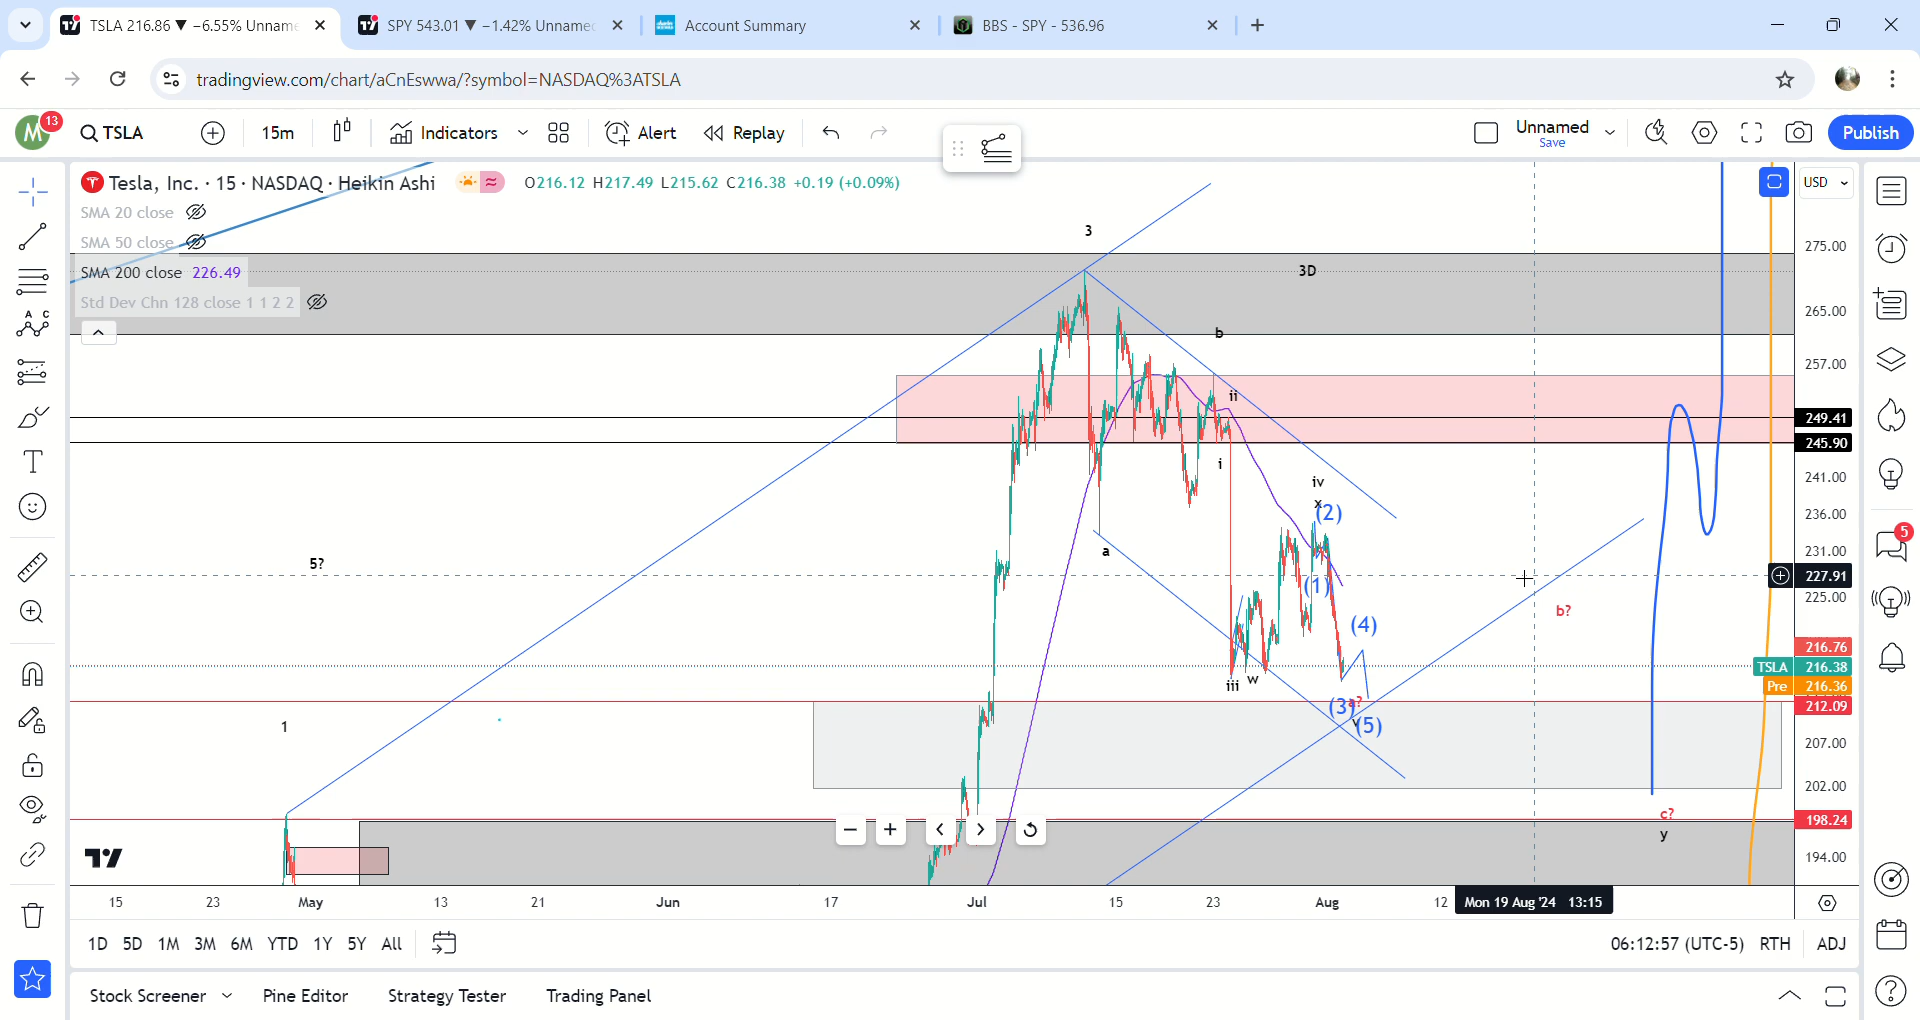 TSLA 216.86 ▼ −6.55% Unname
SPY 543.01 ▼ −1.42% Unnamed
Account Summary
BBS - SPY - 536.96
tradingview.com/chart/aCnEswwa/?symbol=NASDAQ%3ATSLA
M
13
TSLA
15m
Indicators
Alert
Replay
Unnamed
Save
Publish
Tesla, Inc. · 15 · NASDAQ · Heikin Ashi
O216.12 H217.49 L215.62 C216.38 +0.19 (+0.09%)
USD
SMA 20 close
SMA 50 close
SMA 200 close 226.49
Std Dev Chn 128 close 1 1 2 2
3
3D
b
ii
i
iv
x
(2)
a
5?
(1)
b?
(4)
iii
w
a?
(3)
v
(5)
1
c?
y
275.00
265.00
257.00
249.41
245.90
241.00
236.00
231.00
227.91
225.00
216.76
TSLA 216.38
Pre 216.36
212.09
207.00
202.00
198.24
194.00
5
15
23
May
13
21
Jun
17
Jul
15
23
Aug
12
Mon 19 Aug '24 13:15
1D 5D 1M 3M 6M YTD 1Y 5Y All
06:12:57 (UTC-5) RTH ADJ
Stock Screener
Pine Editor
Strategy Tester
Trading Panel